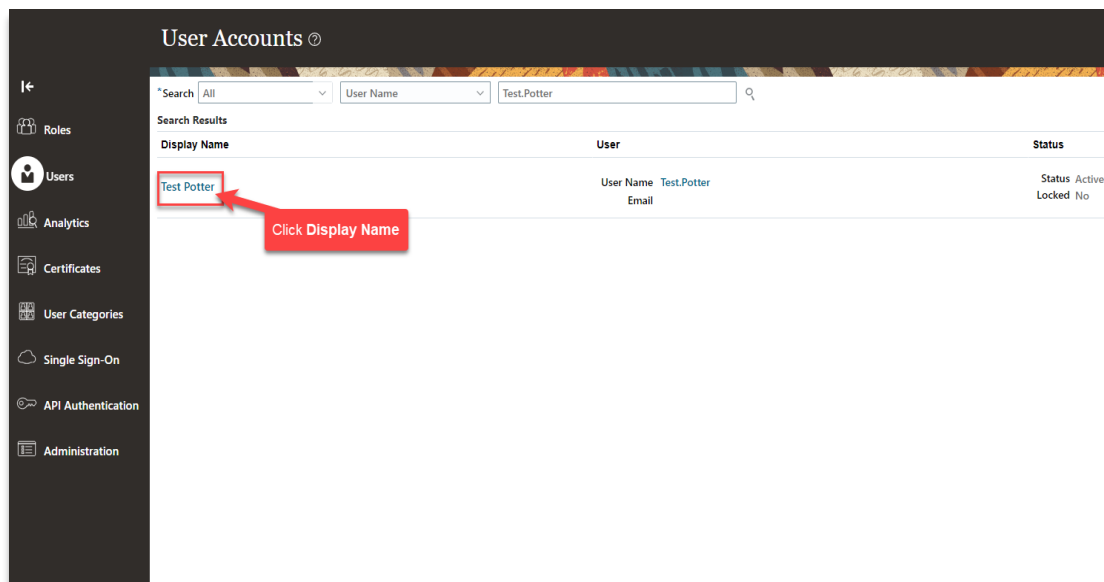 User Accounts ?
*Search All User Name Test.Potter
Search Results
Display Name User Status
Test Potter User Name Test.Potter Status Active
Email Locked No
Click Display Name
Roles
Users
Analytics
Certificates
User Categories
Single Sign-On
API Authentication
Administration